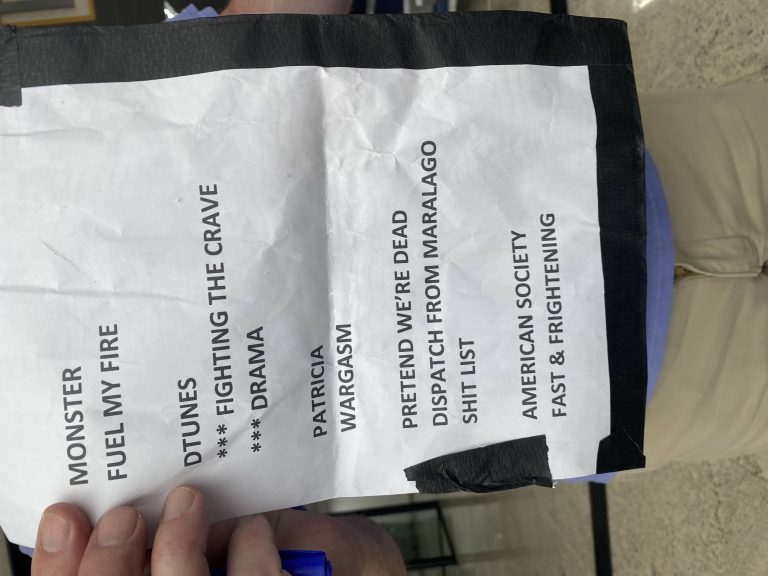 MONSTER
FUEL MY FIRE
DTUNES
*** FIGHTING THE CRAVE
*** DRAMA
PATRICIA
WARGASM
PRETEND WE'RE DEAD
DISPATCH FROM MARALAGO
SHIT LIST
AMERICAN SOCIETY
FAST & FRIGHTENING